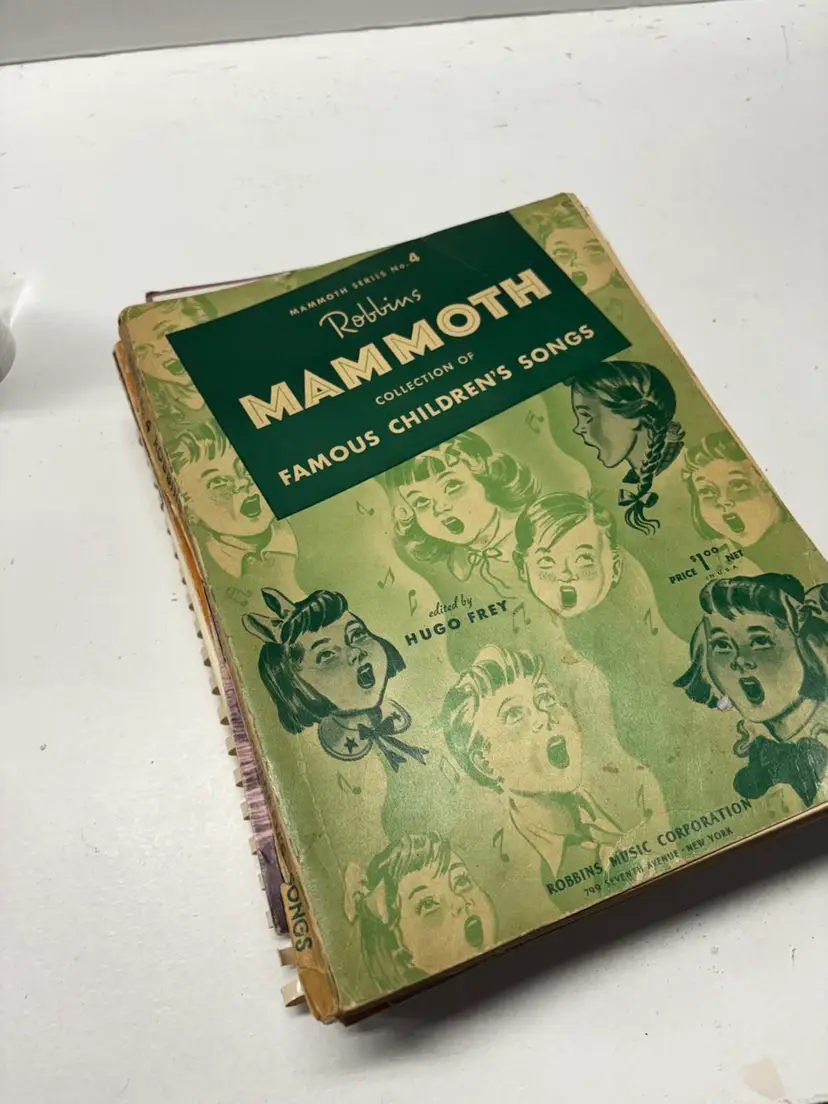 MAMMOTH SERIES No. 4
Robbins
MAMMOTH
COLLECTION OF
FAMOUS CHILDREN'S SONGS
PRICE $1.00 NET
IN U.S.A.
edited by
HUGO FREY
ROBBINS MUSIC CORPORATION
799 SEVENTH AVENUE · NEW YORK
SONGS